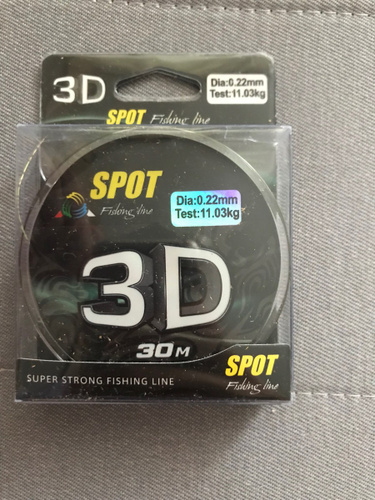 3D
Dia:0.22mm
Test:11.03kg
SPOT Fishing line
SPOT
Fishing line
Dia:0.22mm
Test:11.03kg
3D
30M
SUPER STRONG FISHING LINE
SPOT
Fishing line